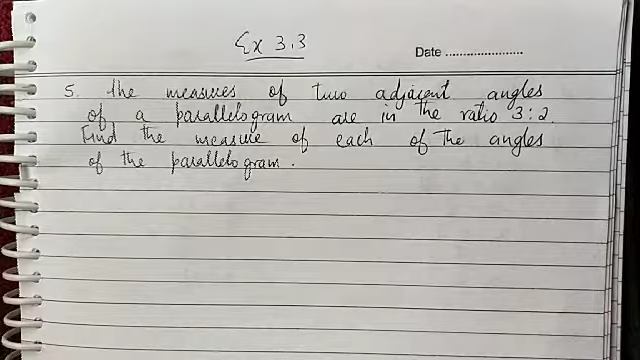 Ex 3.3
Date ........................
5. The measures of two adjacent angles
of a parallelogram are in the ratio 3:2.
Find the measure of each of the angles
of the parallelogram.